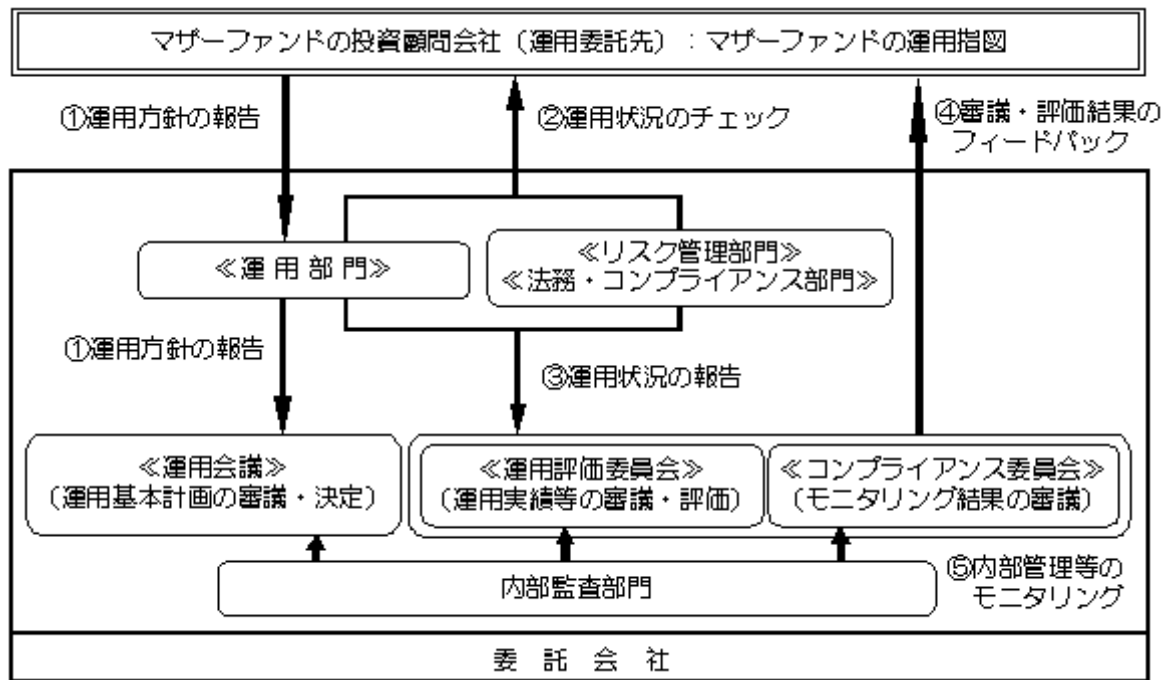 マザーファンドの投資顧問会社(運用委託先):マザーファンドの運用指図
①運用方針の報告
②運用状況のチェック
④審議・評価結果の
フィードバック
≪運用部門≫
≪リスク管理部門≫
≪法務・コンプライアンス部門≫
①運用方針の報告
③運用状況の報告
≪運用会議≫
(運用基本計画の審議・決定)
≪運用評価委員会≫
(運用実績等の審議・評価)
≪コンプライアンス委員会≫
(モニタリング結果の審議)
内部監査部門
⑤内部管理等の
モニタリング
委託会社